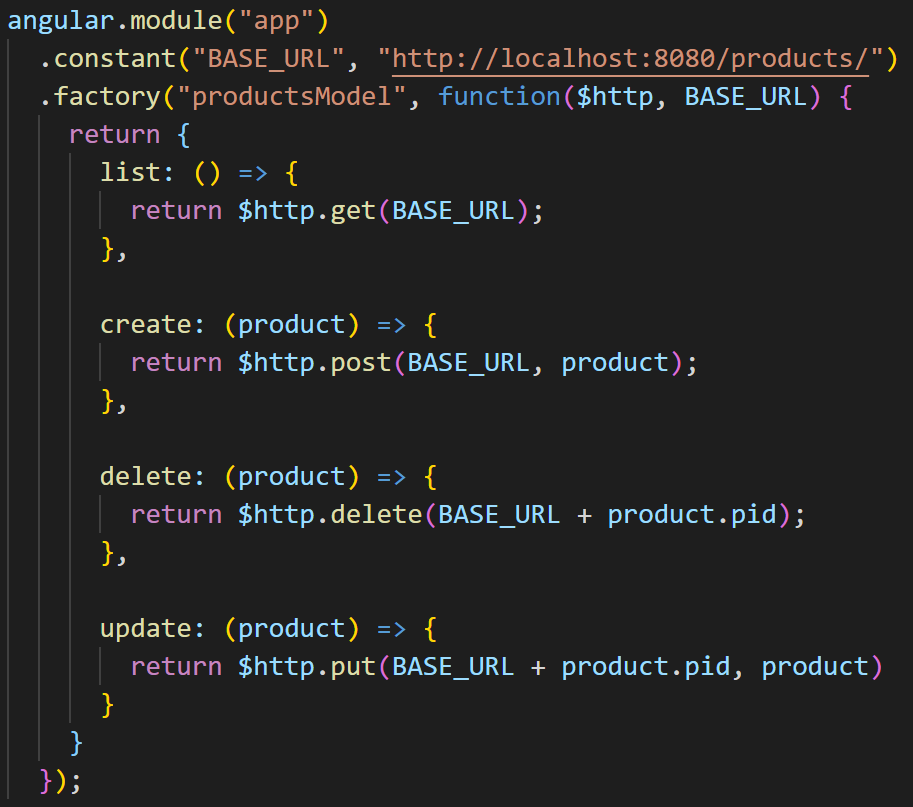 angular.module("app")
  .constant("BASE_URL", "http://localhost:8080/products/")
  .factory("productsModel", function($http, BASE_URL) {
    return {
      list: () => {
        return $http.get(BASE_URL);
      },

      create: (product) => {
        return $http.post(BASE_URL, product);
      },

      delete: (product) => {
        return $http.delete(BASE_URL + product.pid);
      },

      update: (product) => {
        return $http.put(BASE_URL + product.pid, product)
      }
    }
  });